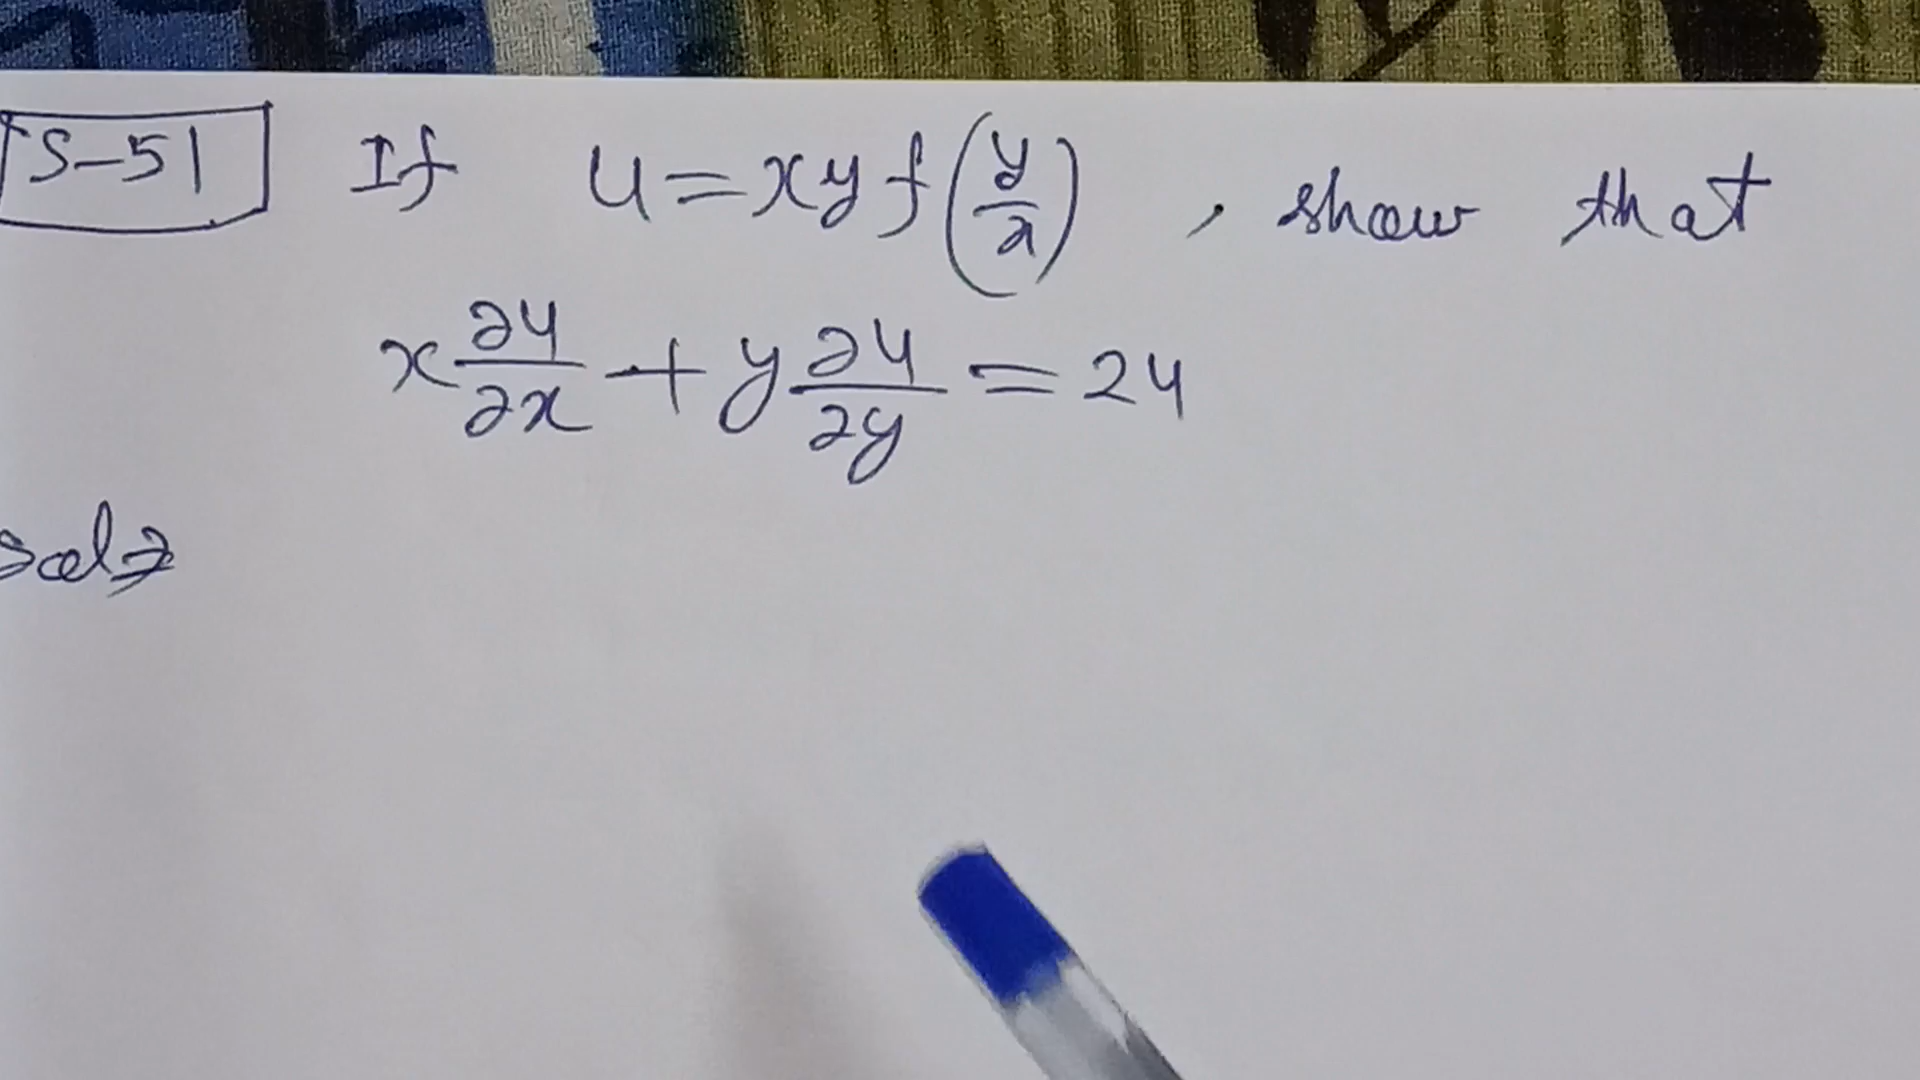 S-51 If u=xyf(y/x), show that
x ∂u/∂x + y ∂u/∂y = 2u
Sol⇒